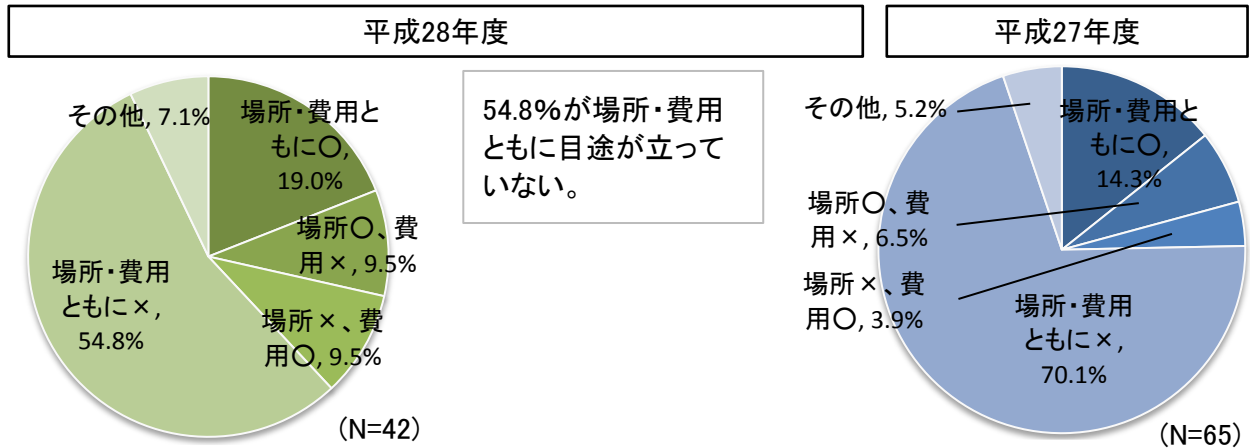 平成28年度
その他, 7.1%
場所・費用と
もに〇,
19.0%
場所〇、費
用×, 9.5%
場所×、費
用〇, 9.5%
場所・費用
ともに×,
54.8%
(N=42)
54.8%が場所・費用
ともに目途が立って
いない。
平成27年度
その他, 5.2%
場所・費用と
もに〇,
14.3%
場所〇、費
用×, 6.5%
場所×、費
用〇, 3.9%
場所・費用
ともに×,
70.1%
(N=65)